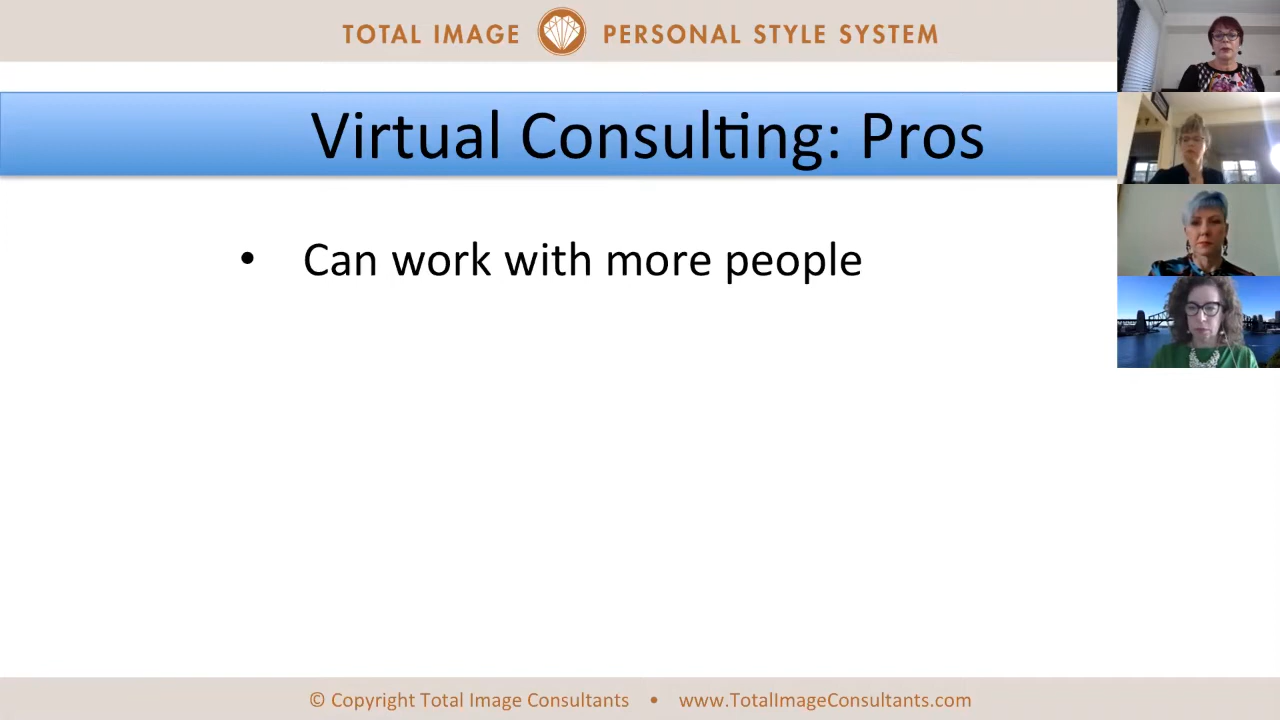 TOTAL IMAGE PERSONAL STYLE SYSTEM
Virtual Consulting: Pros
• Can work with more people
© Copyright Total Image Consultants • www.TotalImageConsultants.com